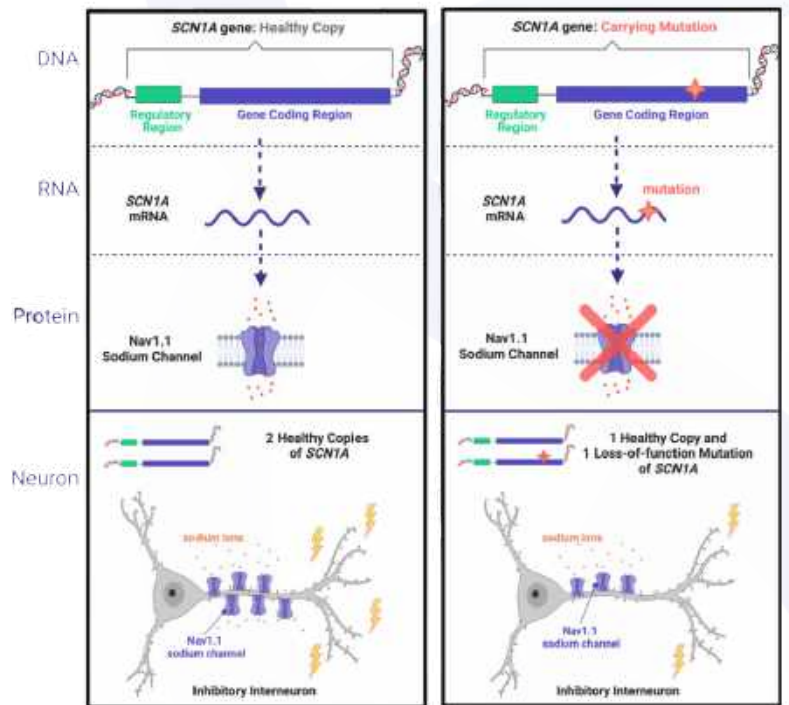 SCN1A gene: Healthy Copy
SCN1A gene: Carrying Mutation
DNA
Regulatory
Region
Gene Coding Region
Regulatory
Region
Gene Coding Region
RNA
SCN1A
mRNA
SCN1A
mRNA
mutation
Protein
Nav1.1
Sodium Channel
Nav1.1
Sodium Channel
Neuron
2 Healthy Copies
of SCN1A
1 Healthy Copy and
1 Loss-of-function Mutation
of SCN1A
sodium ions
Nav1.1
sodium channel
Inhibitory Interneuron
sodium ions
Nav1.1
sodium channel
Inhibitory Interneuron